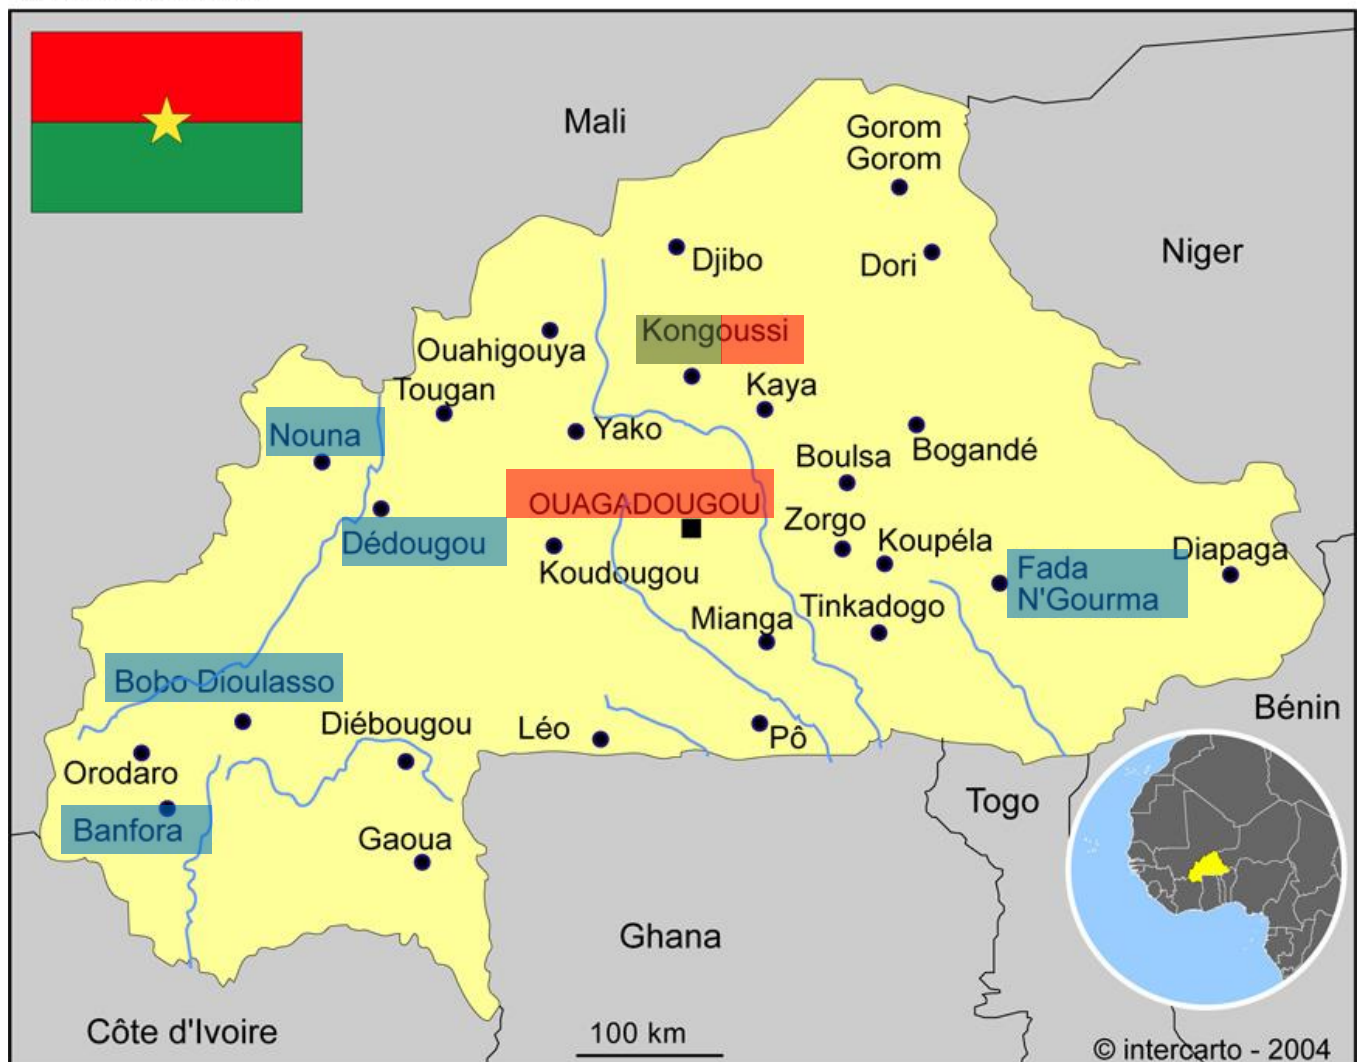 Mali
Gorom
Gorom
Niger
Djibo
Dori
Kongoussi
Ouahigouya
Tougan
Kaya
Nouna
Yako
Bogandé
Boulsa
OUAGADOUGOU
Zorgo
Dédougou
Koudougou
Koupéla
Diapaga
Fada
N'Gourma
Mianga
Tinkadogo
Bobo Dioulasso
Diébougou
Léo
Pô
Bénin
Orodaro
Togo
Banfora
Gaoua
Ghana
Côte d'Ivoire
100 km
© intercarto - 2004